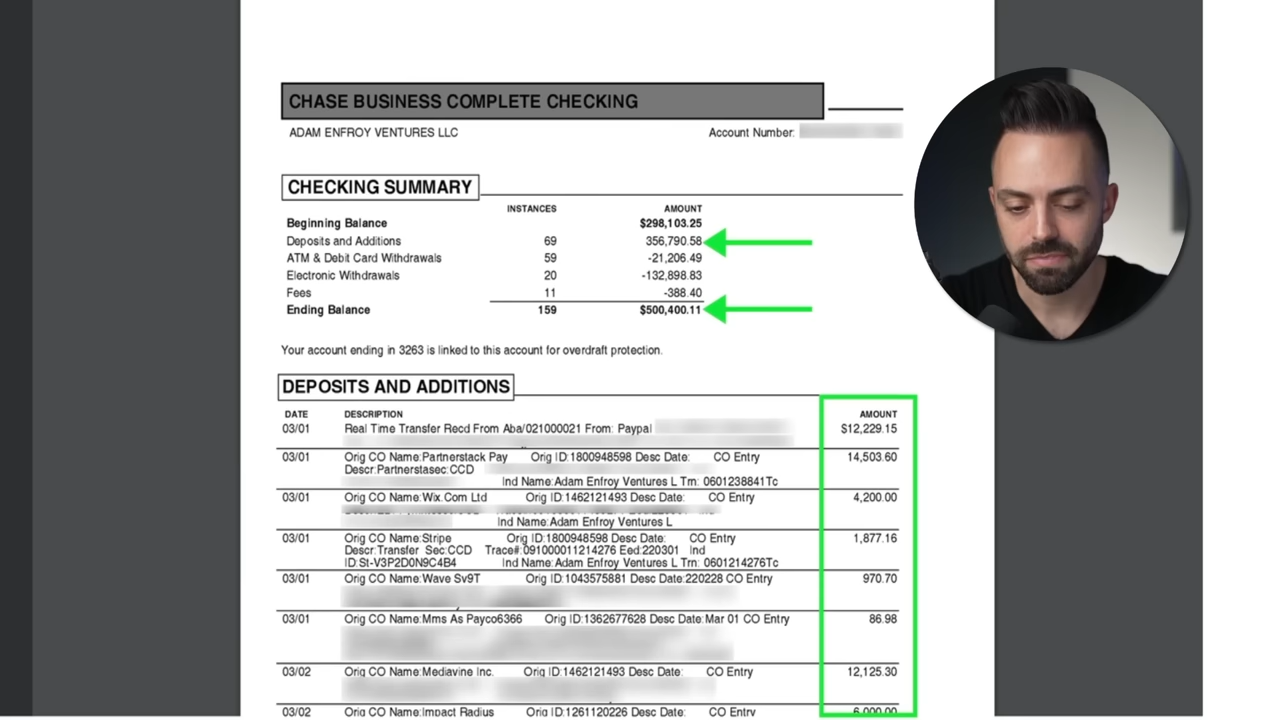 CHASE BUSINESS COMPLETE CHECKING
ADAM ENFROY VENTURES LLC Account Number:
CHECKING SUMMARY
INSTANCES AMOUNT
Beginning Balance $298,103.25
Deposits and Additions 69 356,790.58
ATM & Debit Card Withdrawals 59 -21,206.49
Electronic Withdrawals 20 -132,898.83
Fees 11 -388.40
Ending Balance 159 $500,400.11
Your account ending in 3263 is linked to this account for overdraft protection.
DEPOSITS AND ADDITIONS
DATE DESCRIPTION AMOUNT
03/01 Real Time Transfer Recd From Aba/021000021 From: Paypal $12,229.15
03/01 Orig CO Name:Partnerstack Pay Orig ID:1800948598 Desc Date: CO Entry 14,503.60
Descr:Partnerstasec:CCD
Ind Name:Adam Enfroy Ventures L Trn: 0601238841Tc
03/01 Orig CO Name:Wix.Com Ltd Orig ID:1462121493 Desc Date: CO Entry 4,200.00
Ind Name:Adam Enfroy Ventures L
03/01 Orig CO Name:Stripe Orig ID:1800948598 Desc Date: CO Entry 1,877.16
Descr:Transfer Sec:CCD Trace#:091000011214276 Eed:220301 Ind
ID:St-V3P2D0N9C4B4 Ind Name:Adam Enfroy Ventures L Trn: 0601214276Tc
03/01 Orig CO Name:Wave Sv9T Orig ID:1043575881 Desc Date:220228 CO Entry 970.70
03/01 Orig CO Name:Mms As Payco6366 Orig ID:1362677628 Desc Date:Mar 01 CO Entry 86.98
03/02 Orig CO Name:Mediavine Inc. Orig ID:1462121493 Desc Date: CO Entry 12,125.30
03/02 Orig CO Name:Impact Radius Orig ID:1261120226 Desc Date: CO Entry 6,000.00